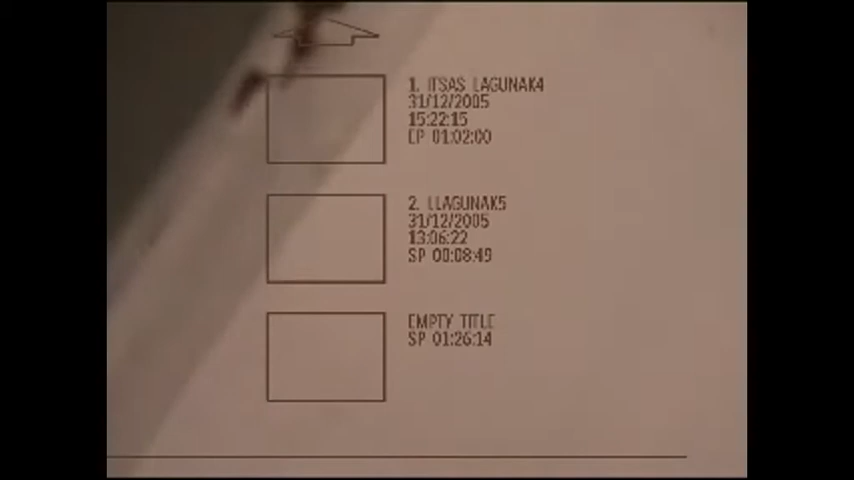 1. ITSAS LAGUNAK4
31/12/2005
15:22:15
EP 01:02:00
2. LLAGUNAK5
31/12/2005
13:06:22
SP 00:08:49
EMPTY TITLE
SP 01:26:14